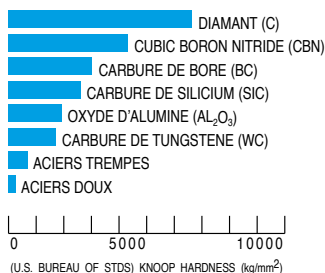 DIAMANT (C)
CUBIC BORON NITRIDE (CBN)
CARBURE DE BORE (BC)
CARBURE DE SILICIUM (SIC)
OXYDE D'ALUMINE (AL₂O₃)
CARBURE DE TUNGSTENE (WC)
ACIERS TREMPES
ACIERS DOUX
0 5000 10000
(U.S. BUREAU OF STDS) KNOOP HARDNESS (kg/mm²)